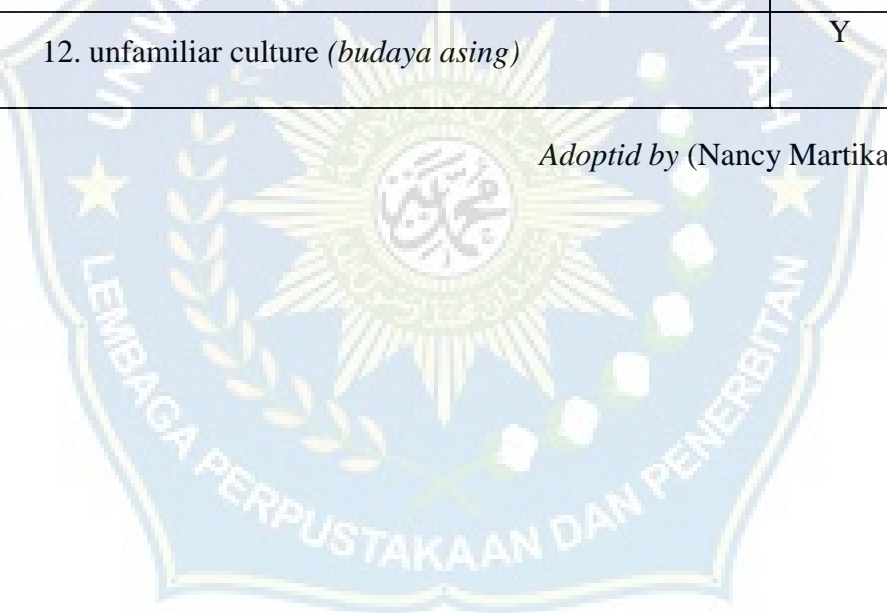 12. unfamiliar culture (budaya asing)
Y
Adoptid by (Nancy Martika
LEMBAGA PERPUSTAKAAN DAN PENERBITAN